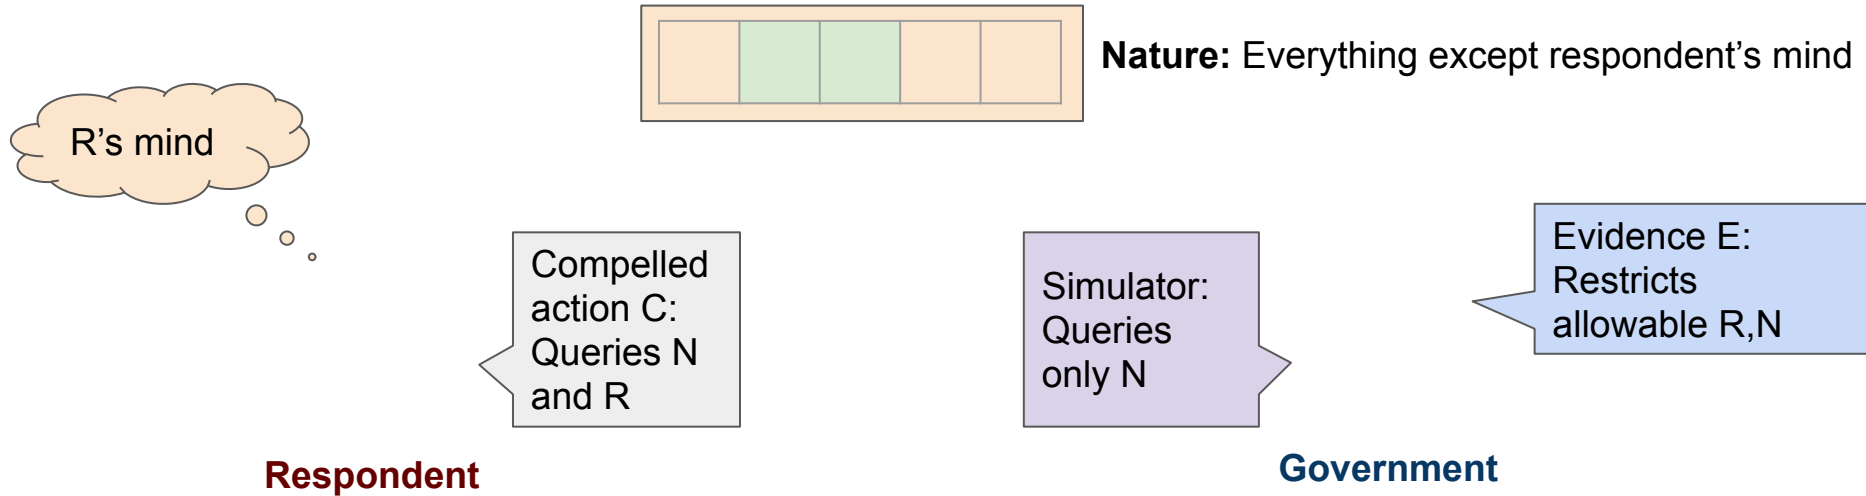 Nature: Everything except respondent’s mind
R’s mind
Compelled
action C:
Queries N
and R
Simulator:
Queries
only N
Evidence E:
Restricts
allowable R,N
Respondent
Government